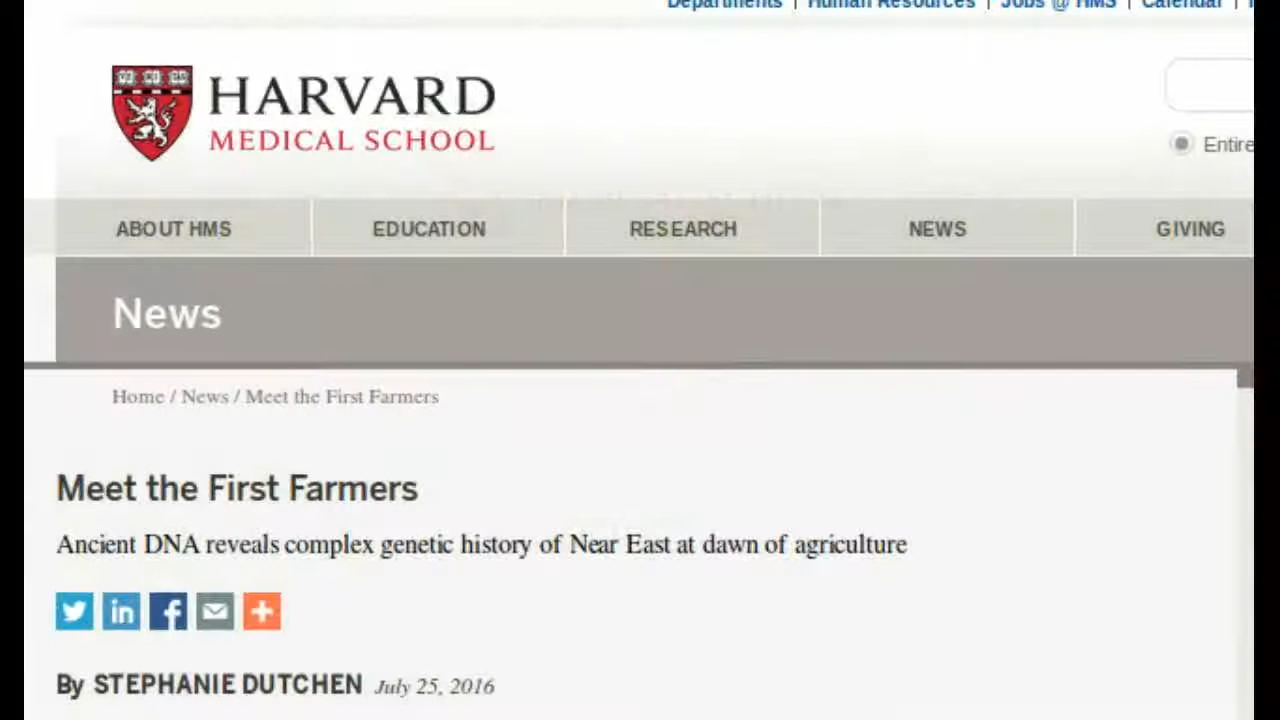 Departments | Human Resources | Jobs @ HMS | Calendar |
HARVARD
MEDICAL SCHOOL
Entire
ABOUT HMS
EDUCATION
RESEARCH
NEWS
GIVING
News
Home / News / Meet the First Farmers
Meet the First Farmers
Ancient DNA reveals complex genetic history of Near East at dawn of agriculture
By STEPHANIE DUTCHEN July 25, 2016